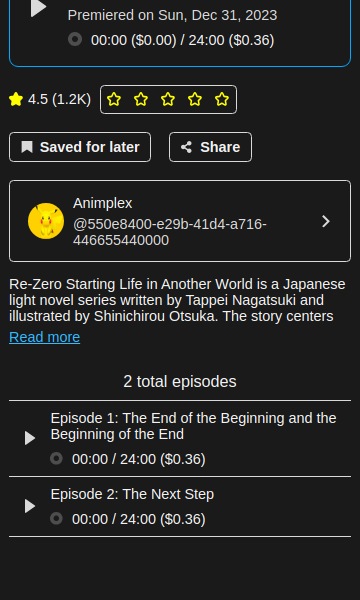 Premiered on Sun, Dec 31, 2023
00:00 ($0.00) / 24:00 ($0.36)
4.5 (1.2K)
Saved for later
Share
Animplex
@550e8400-e29b-41d4-a716-
446655440000
Re-Zero Starting Life in Another World is a Japanese
light novel series written by Tappei Nagatsuki and
illustrated by Shinichirou Otsuka. The story centers
Read more
2 total episodes
Episode 1: The End of the Beginning and the
Beginning of the End
00:00 / 24:00 ($0.36)
Episode 2: The Next Step
00:00 / 24:00 ($0.36)